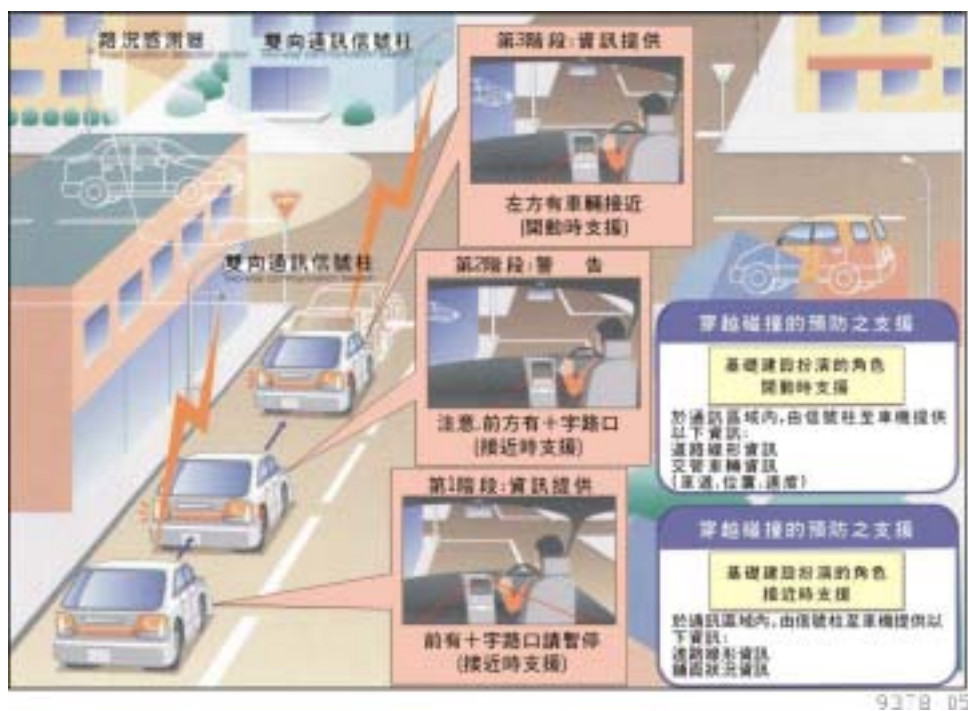 路況感測器
雙向通訊信號柱
雙向通訊信號柱
第3階段:資訊提供
左方有車輛接近
(開動時支援)
第2階段:警 告
注意.前方有十字路口
(接近時支援)
第1階段:資訊提供
前有十字路口請暫停
(接近時支援)
穿越碰撞的預防之支援
基礎建設扮演的角色
開動時支援
於通訊區域內,由信號柱至車機提供
以下資訊:
道路線形資訊
交管車輛資訊
(車道,位置,速度)
穿越碰撞的預防之支援
基礎建設扮演的角色
接近時支援
於通訊區域內,由信號柱至車機提供以
下資訊:
道路線形資訊
鋪面狀況資訊